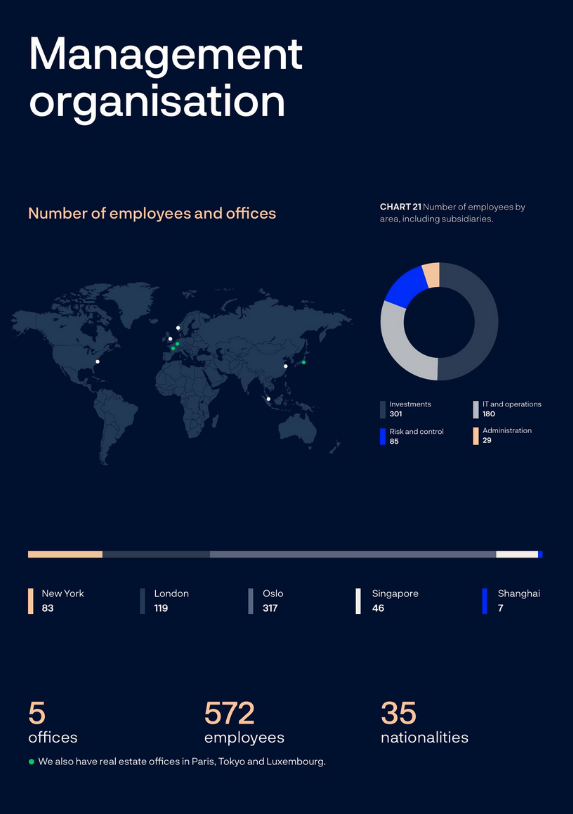 Management
organisation
Number of employees and offices
CHART 21 Number of employees by
area, including subsidiaries.
Investments
301
IT and operations
180
Risk and control
85
Administration
29
New York
83
London
119
Oslo
317
Singapore
46
Shanghai
7
5
offices
572
employees
35
nationalities
We also have real estate offices in Paris, Tokyo and Luxembourg.